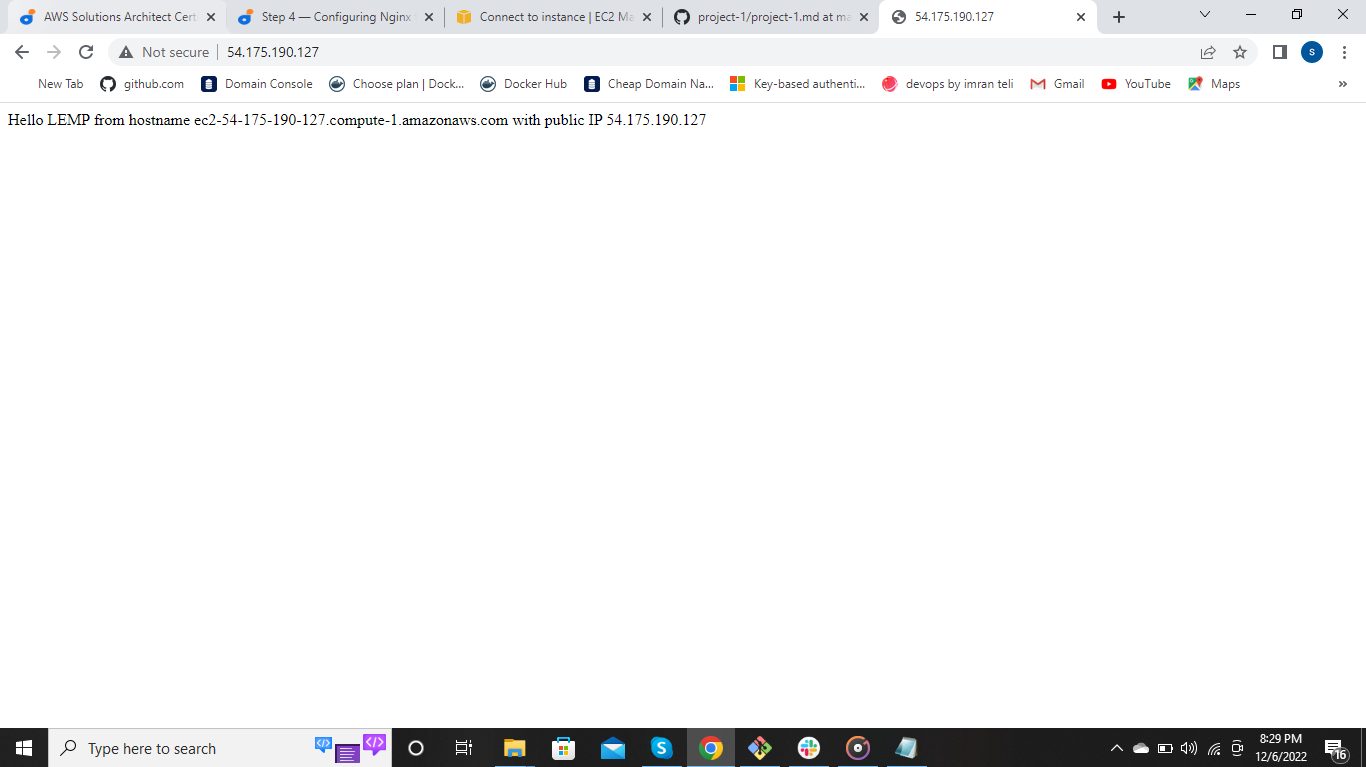 AWS Solutions Architect Cert
Step 4 — Configuring Nginx
Connect to instance | EC2 Ma
project-1/project-1.md at ma
54.175.190.127
Not secure
54.175.190.127
S
New Tab
github.com
Domain Console
Choose plan | Dock...
Docker Hub
Cheap Domain Na...
Key-based authenti...
devops by imran teli
Gmail
YouTube
Maps
»
Hello LEMP from hostname ec2-54-175-190-127.compute-1.amazonaws.com with public IP 54.175.190.127
Type here to search
8:29 PM
12/6/2022
16